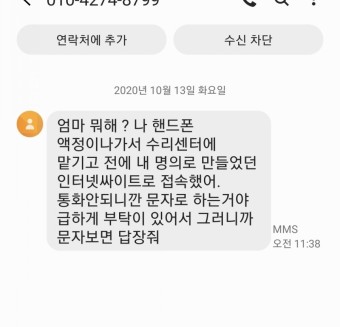 010-4274-8799
연락처에 추가
수신 차단
2020년 10월 13일 화요일
엄마 뭐해 ? 나 핸드폰
액정이나가서 수리센터에
맡기고 전에 내 명의로 만들었던
인터넷싸이트로 접속했어.
통화안되니깐 문자로 하는거야
급하게 부탁이 있어서 그러니까
문자보면 답장줘
MMS
오전 11:38